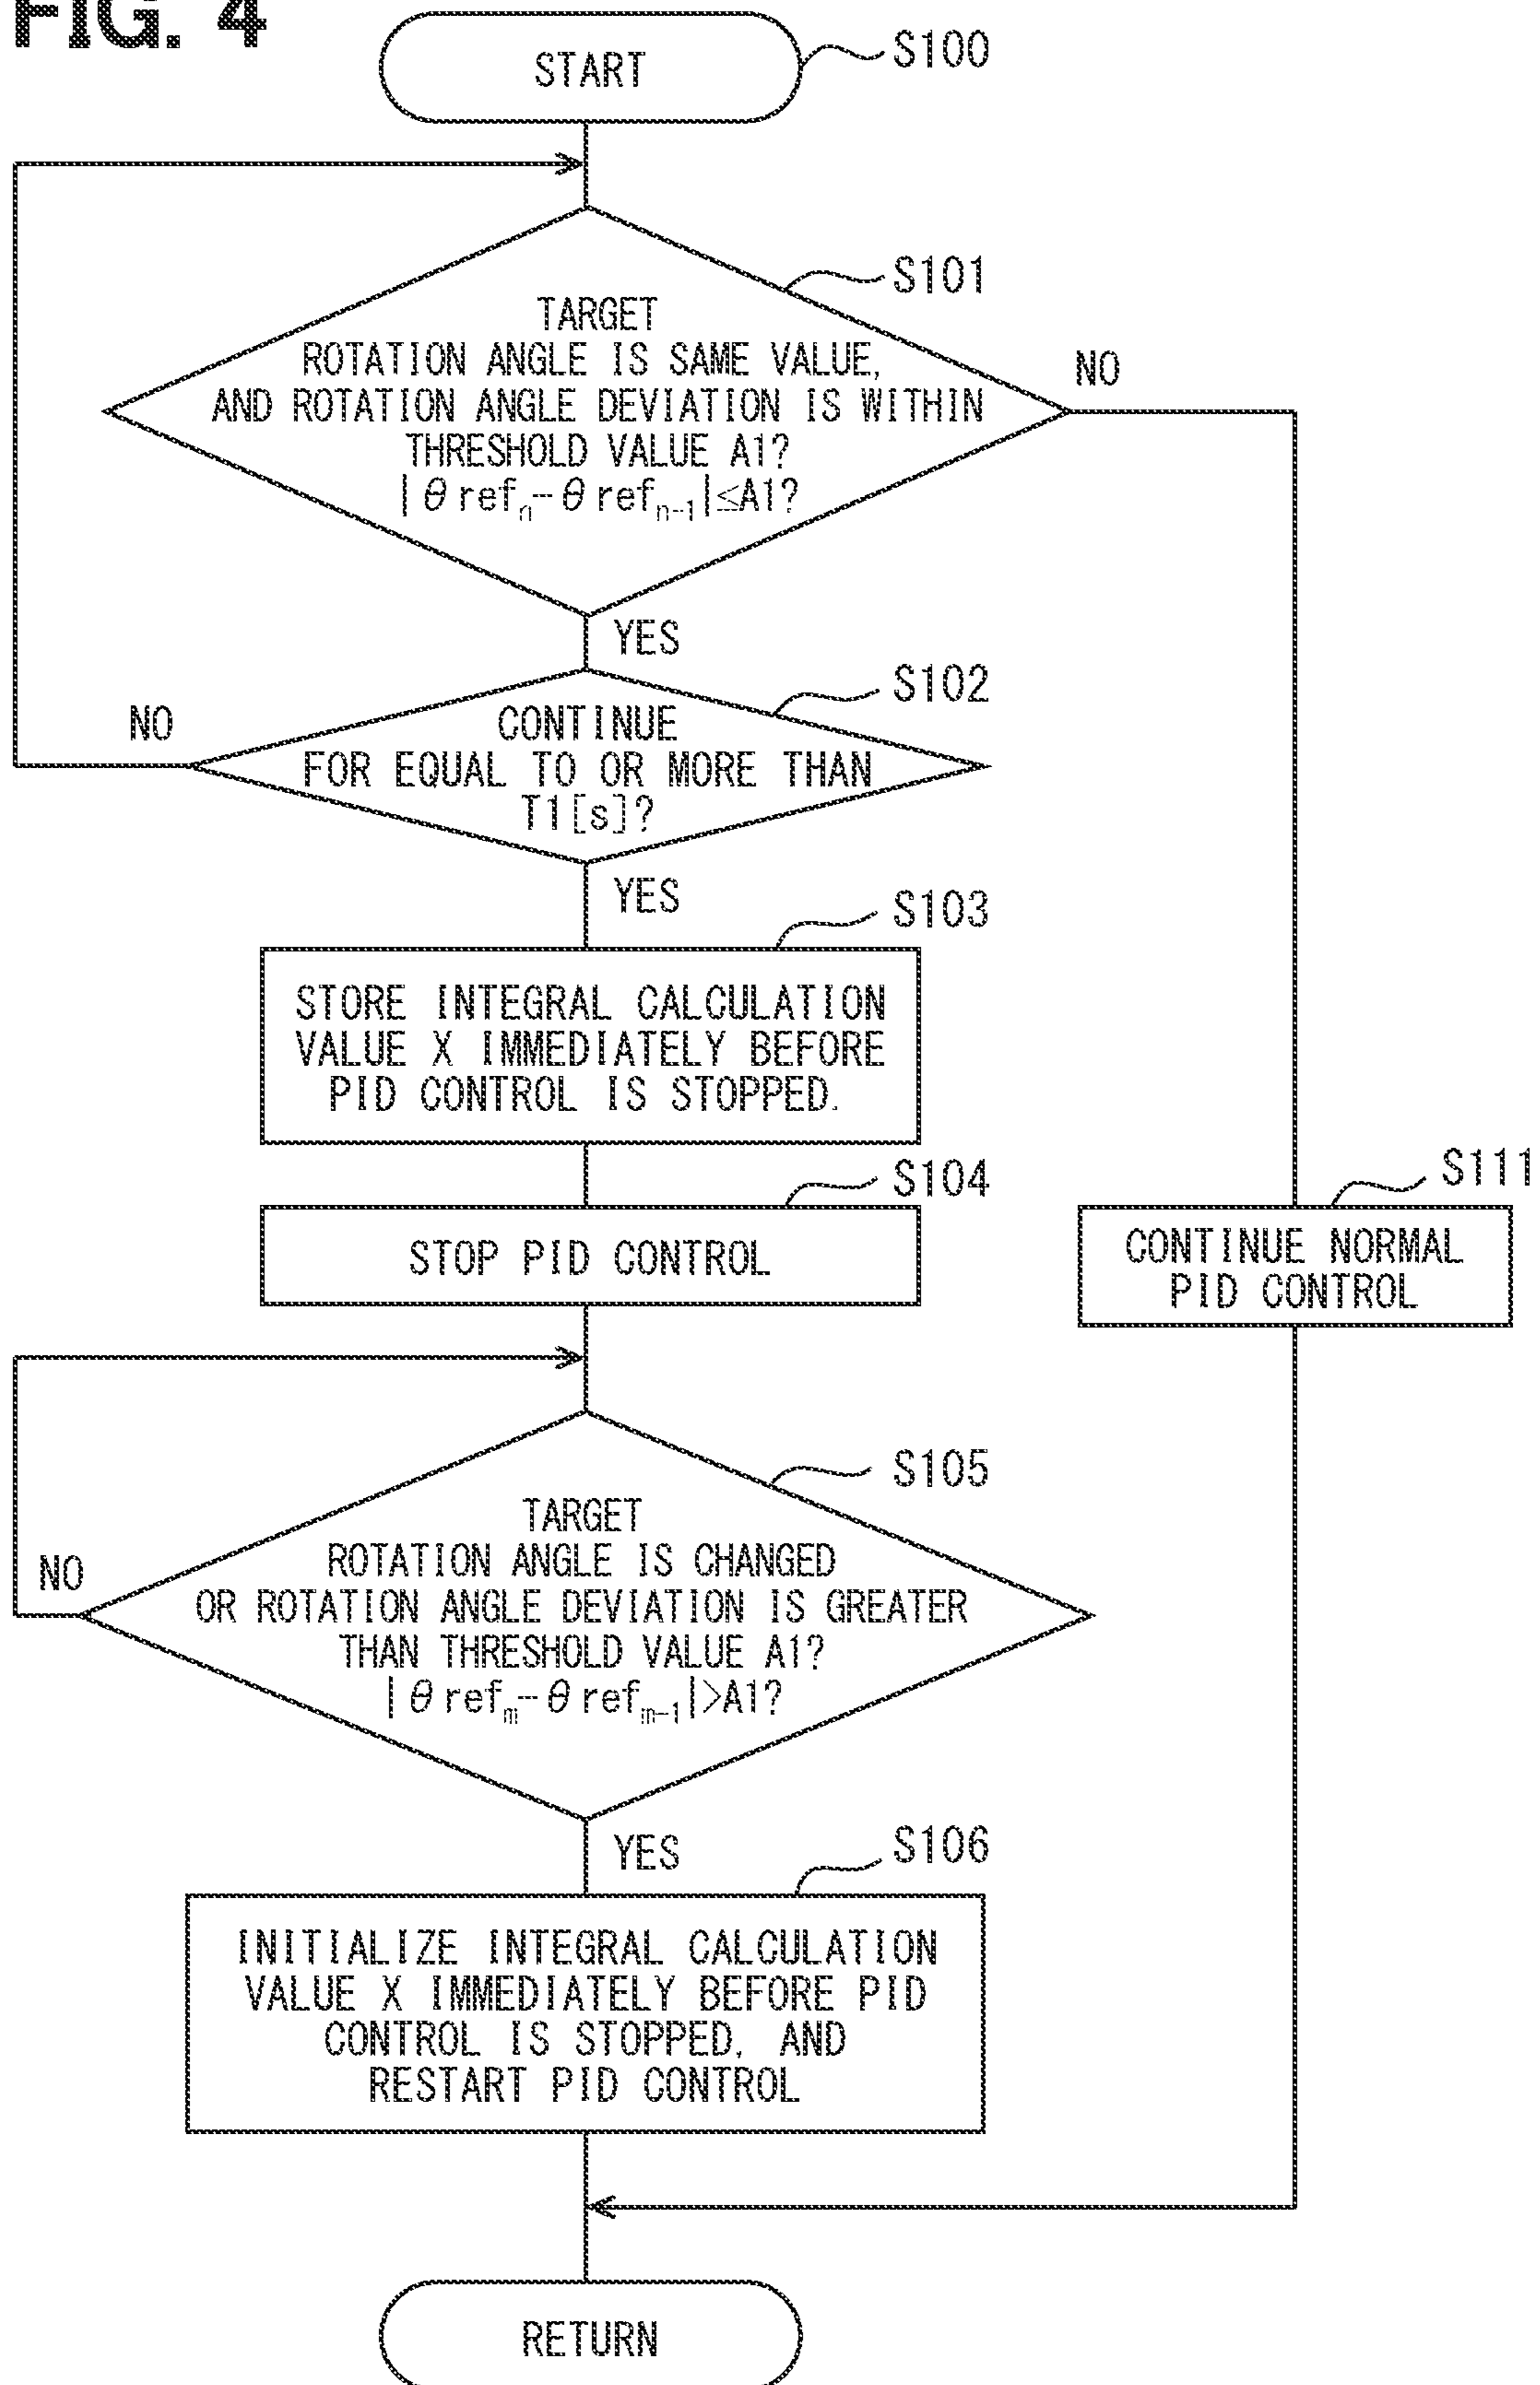 FIG. 4
START
S100
S101
TARGET
ROTATION ANGLE IS SAME VALUE,
AND ROTATION ANGLE DEVIATION IS WITHIN
THRESHOLD VALUE A1?
|θref_n-θref_{n-1}|≤A1?
NO
YES
S102
NO
CONTINUE
FOR EQUAL TO OR MORE THAN
T1[s]?
YES
S103
STORE INTEGRAL CALCULATION
VALUE X IMMEDIATELY BEFORE
PID CONTROL IS STOPPED.
S104
STOP PID CONTROL
S111
CONTINUE NORMAL
PID CONTROL
S105
TARGET
ROTATION ANGLE IS CHANGED
OR ROTATION ANGLE DEVIATION IS GREATER
THAN THRESHOLD VALUE A1?
|θref_m-θref_{m-1}|>A1?
NO
YES
S106
INITIALIZE INTEGRAL CALCULATION
VALUE X IMMEDIATELY BEFORE PID
CONTROL IS STOPPED, AND
RESTART PID CONTROL
RETURN